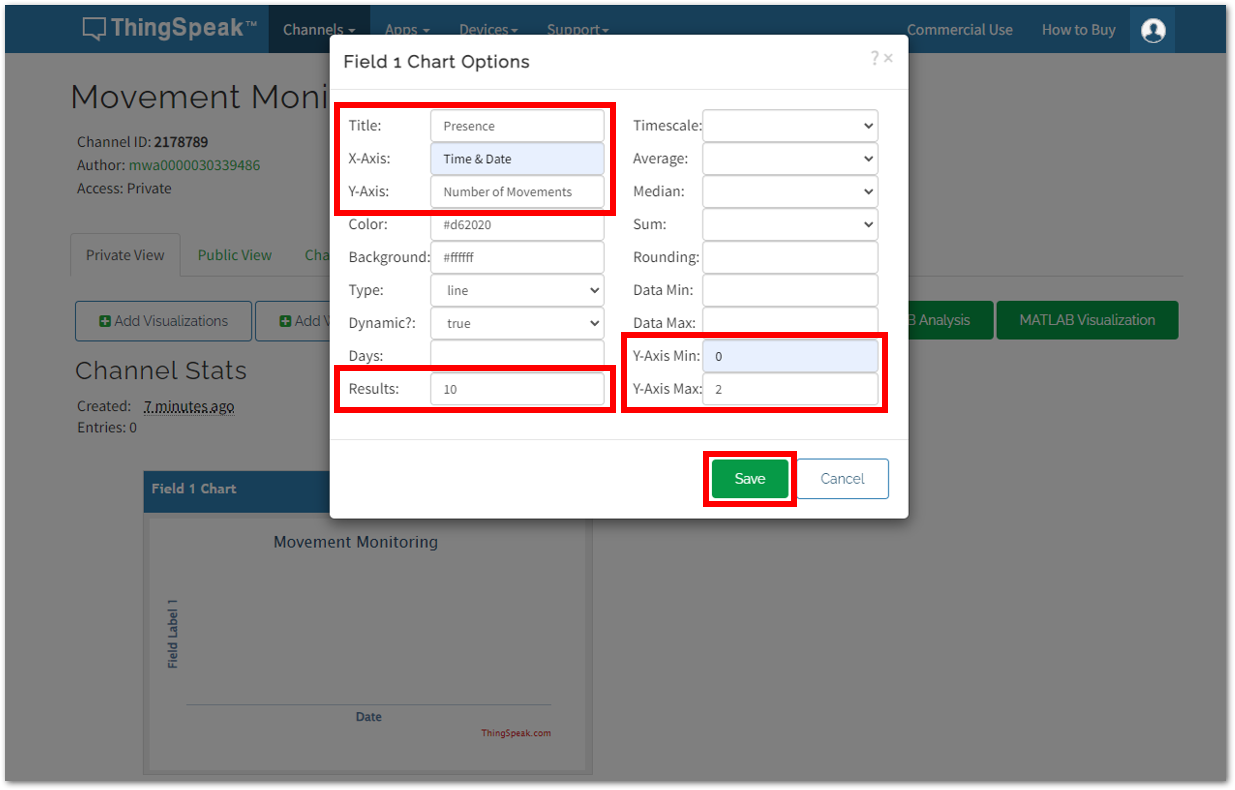 ThingSpeak™ Channels Apps Devices Support Commercial Use How to Buy
Field 1 Chart Options ? ×
Movement Moni
Channel ID: 2178789
Author: mwa0000030339486
Access: Private
Title: Presence Timescale:
X-Axis: Time & Date Average:
Y-Axis: Number of Movements Median:
Color: #d62020 Sum:
Background: #ffffff Rounding:
Type: line Data Min:
Dynamic?: true Data Max:
Days: Y-Axis Min: 0
Results: 10 Y-Axis Max: 2
Save Cancel
Private View Public View Cha
Add Visualizations Add B Analysis MATLAB Visualization
Channel Stats
Created: 7 minutes ago
Entries: 0
Field 1 Chart
Movement Monitoring
Field Label 1
Date
ThingSpeak.com